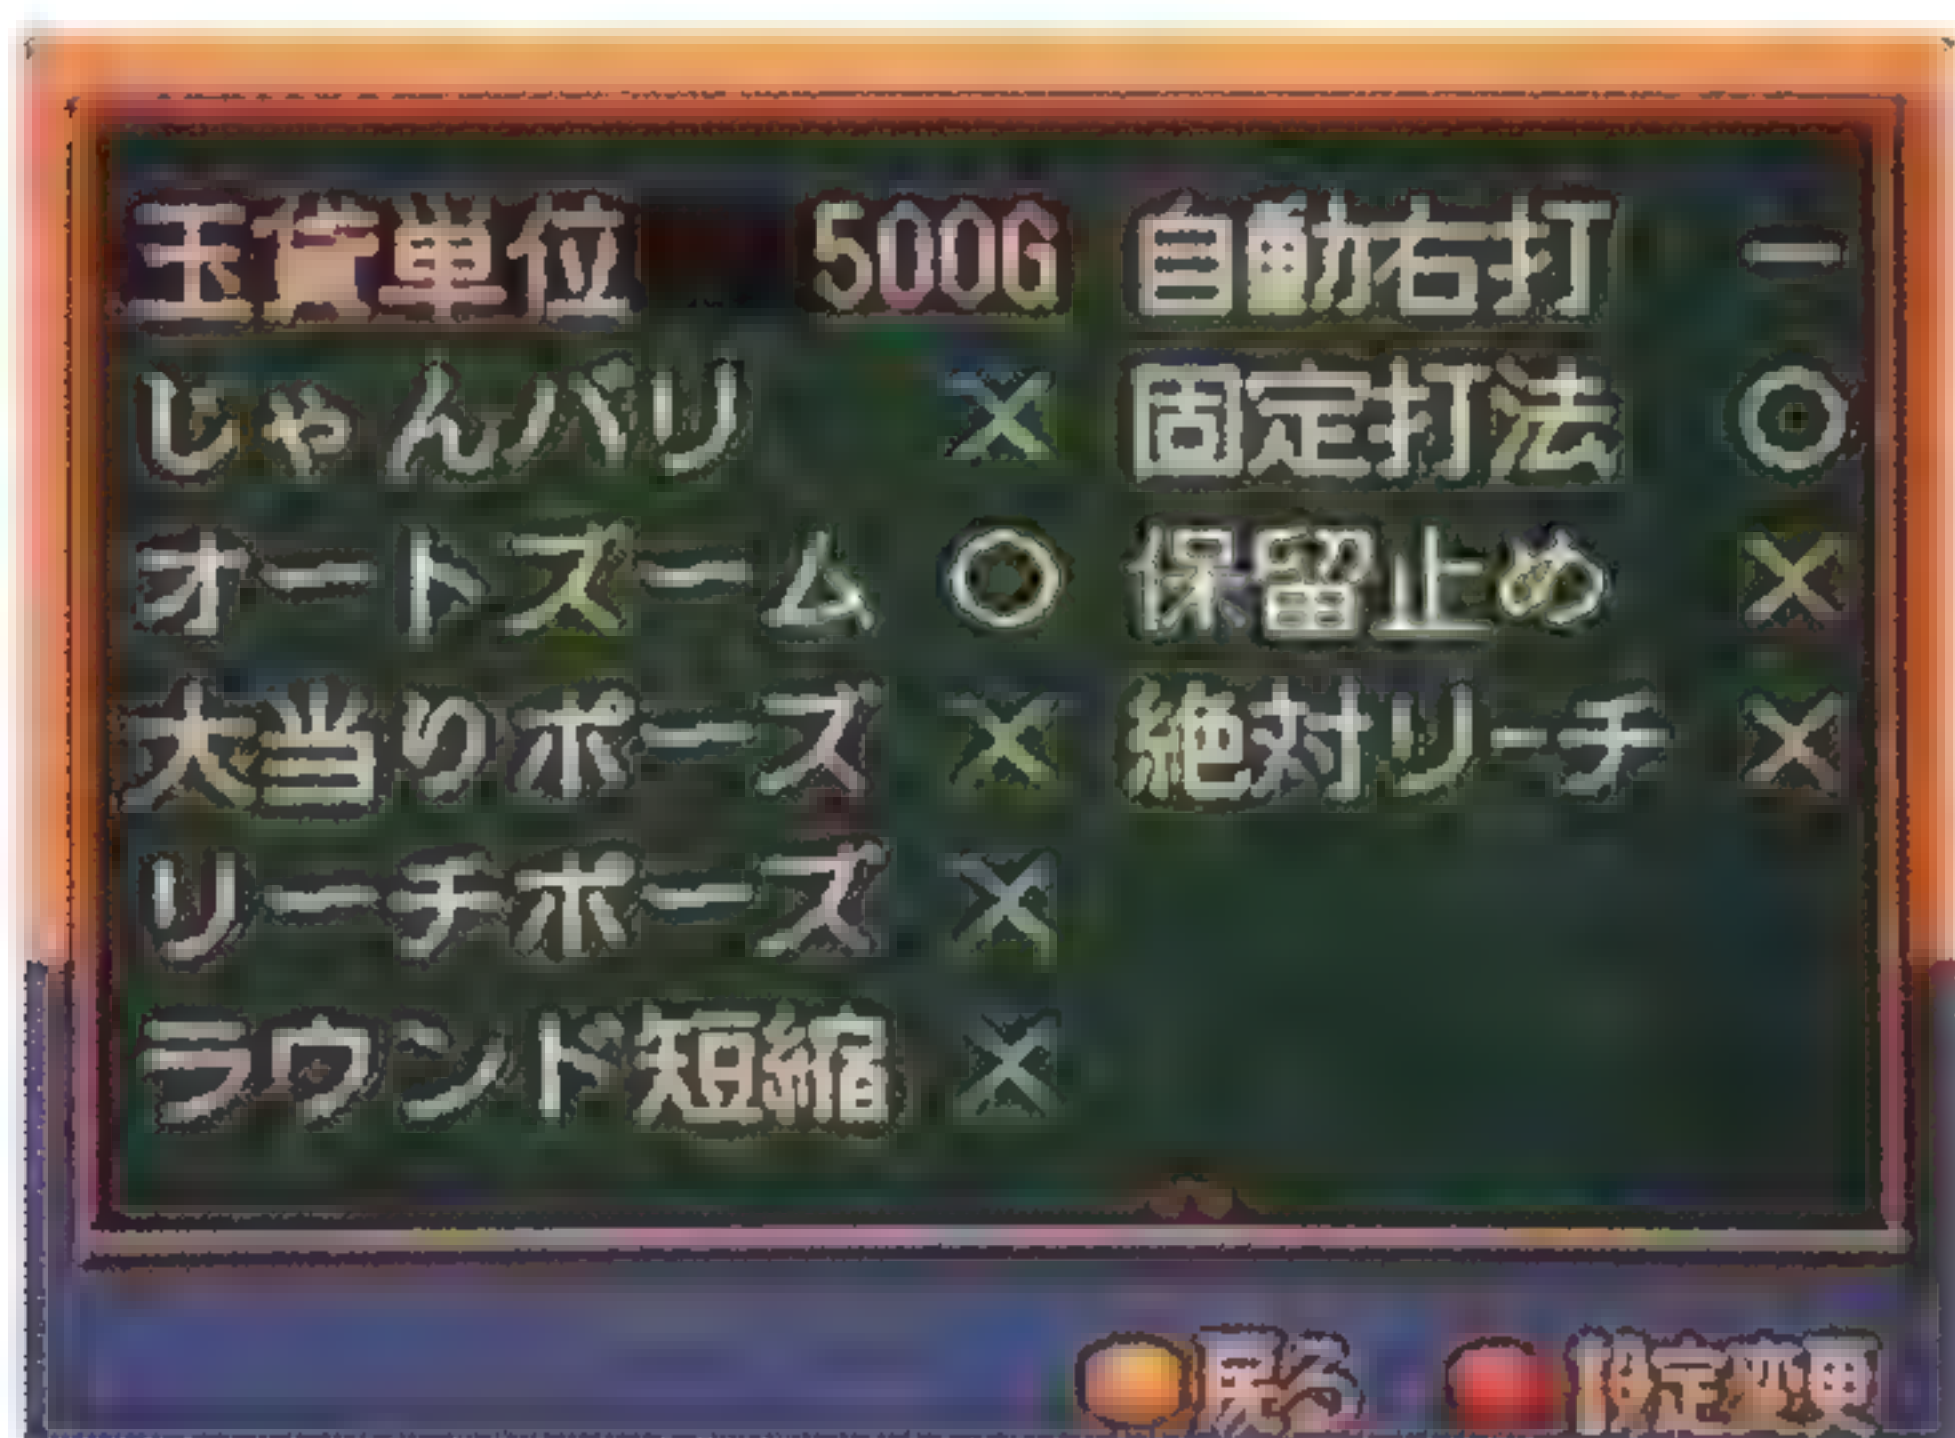 玉貸単位 500G
しゃんパリ ×
オートズーム ○
大当りポーズ ×
リーチポーズ ×
ラウンド短縮 ×
自動右打 ー
固定打法 ◎
保留止め ×
絶対リーチ ×
戻る 設定変更